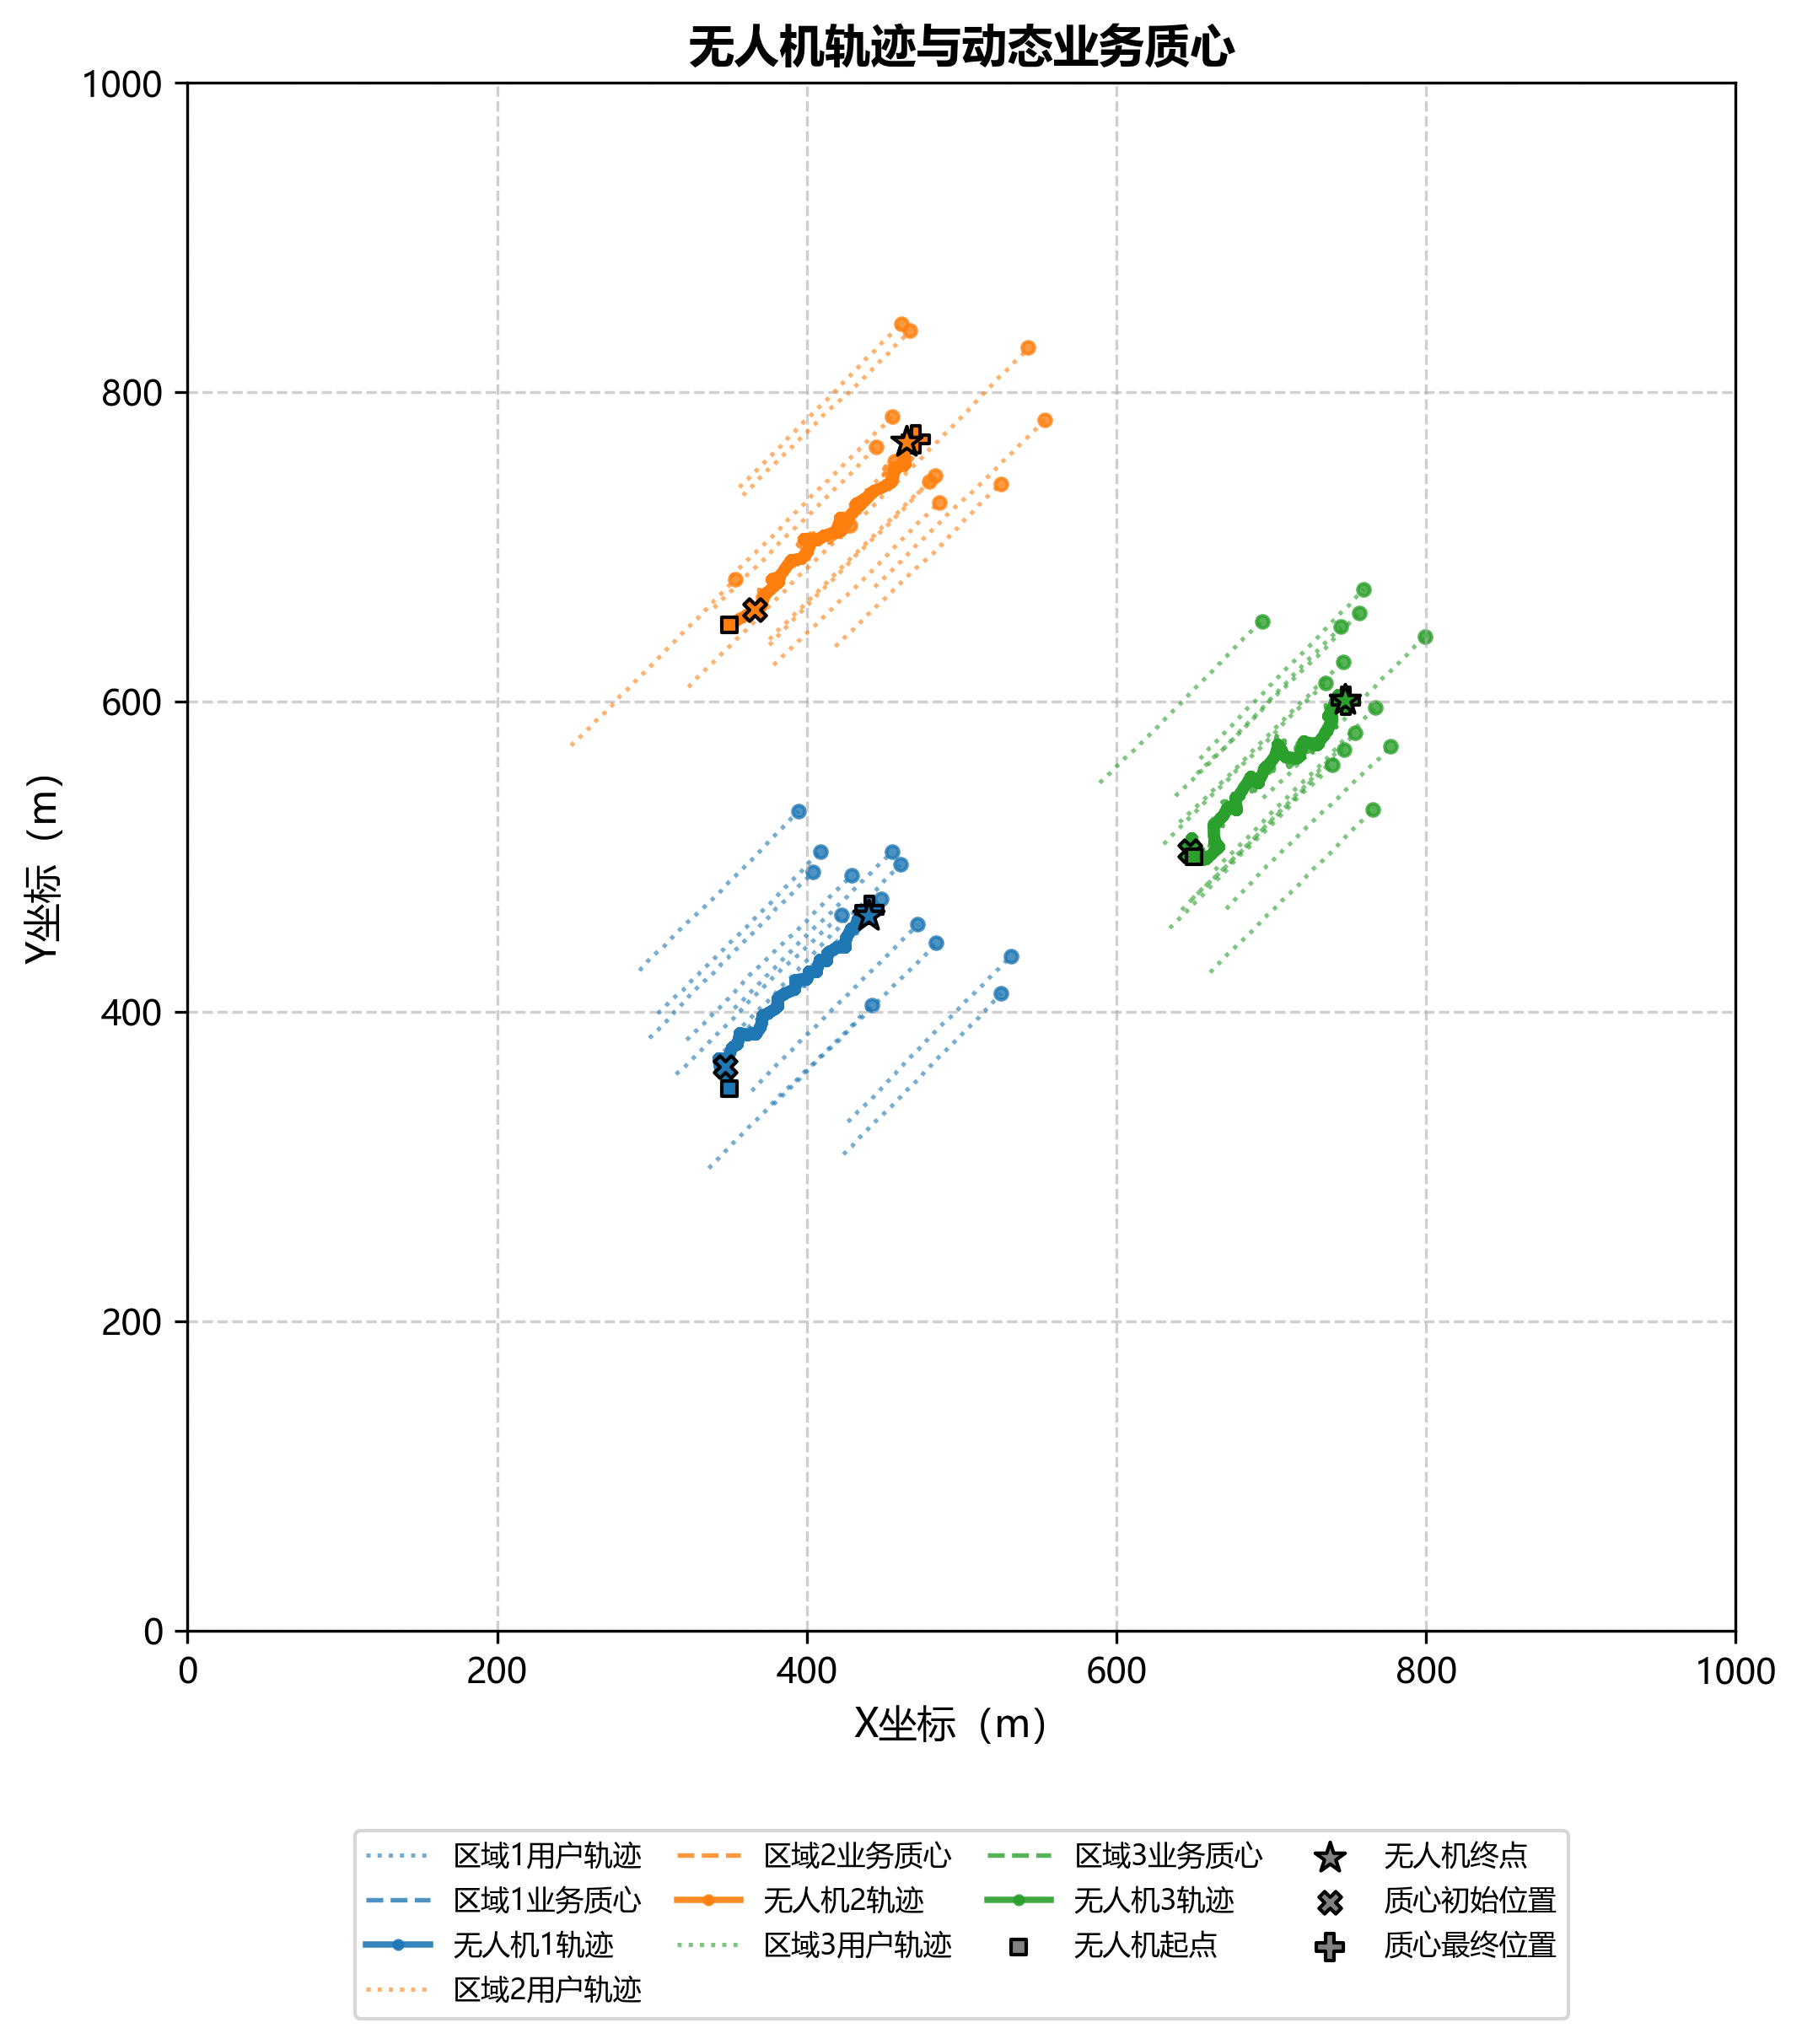 无人机轨迹与动态业务质心
1000
800
600
400
200
0
Y坐标（m）
0 200 400 600 800 1000
X坐标（m）
区域1用户轨迹
区域1业务质心
无人机1轨迹
区域2用户轨迹
区域2业务质心
无人机2轨迹
区域3用户轨迹
区域3业务质心
无人机3轨迹
无人机起点
无人机终点
质心初始位置
质心最终位置